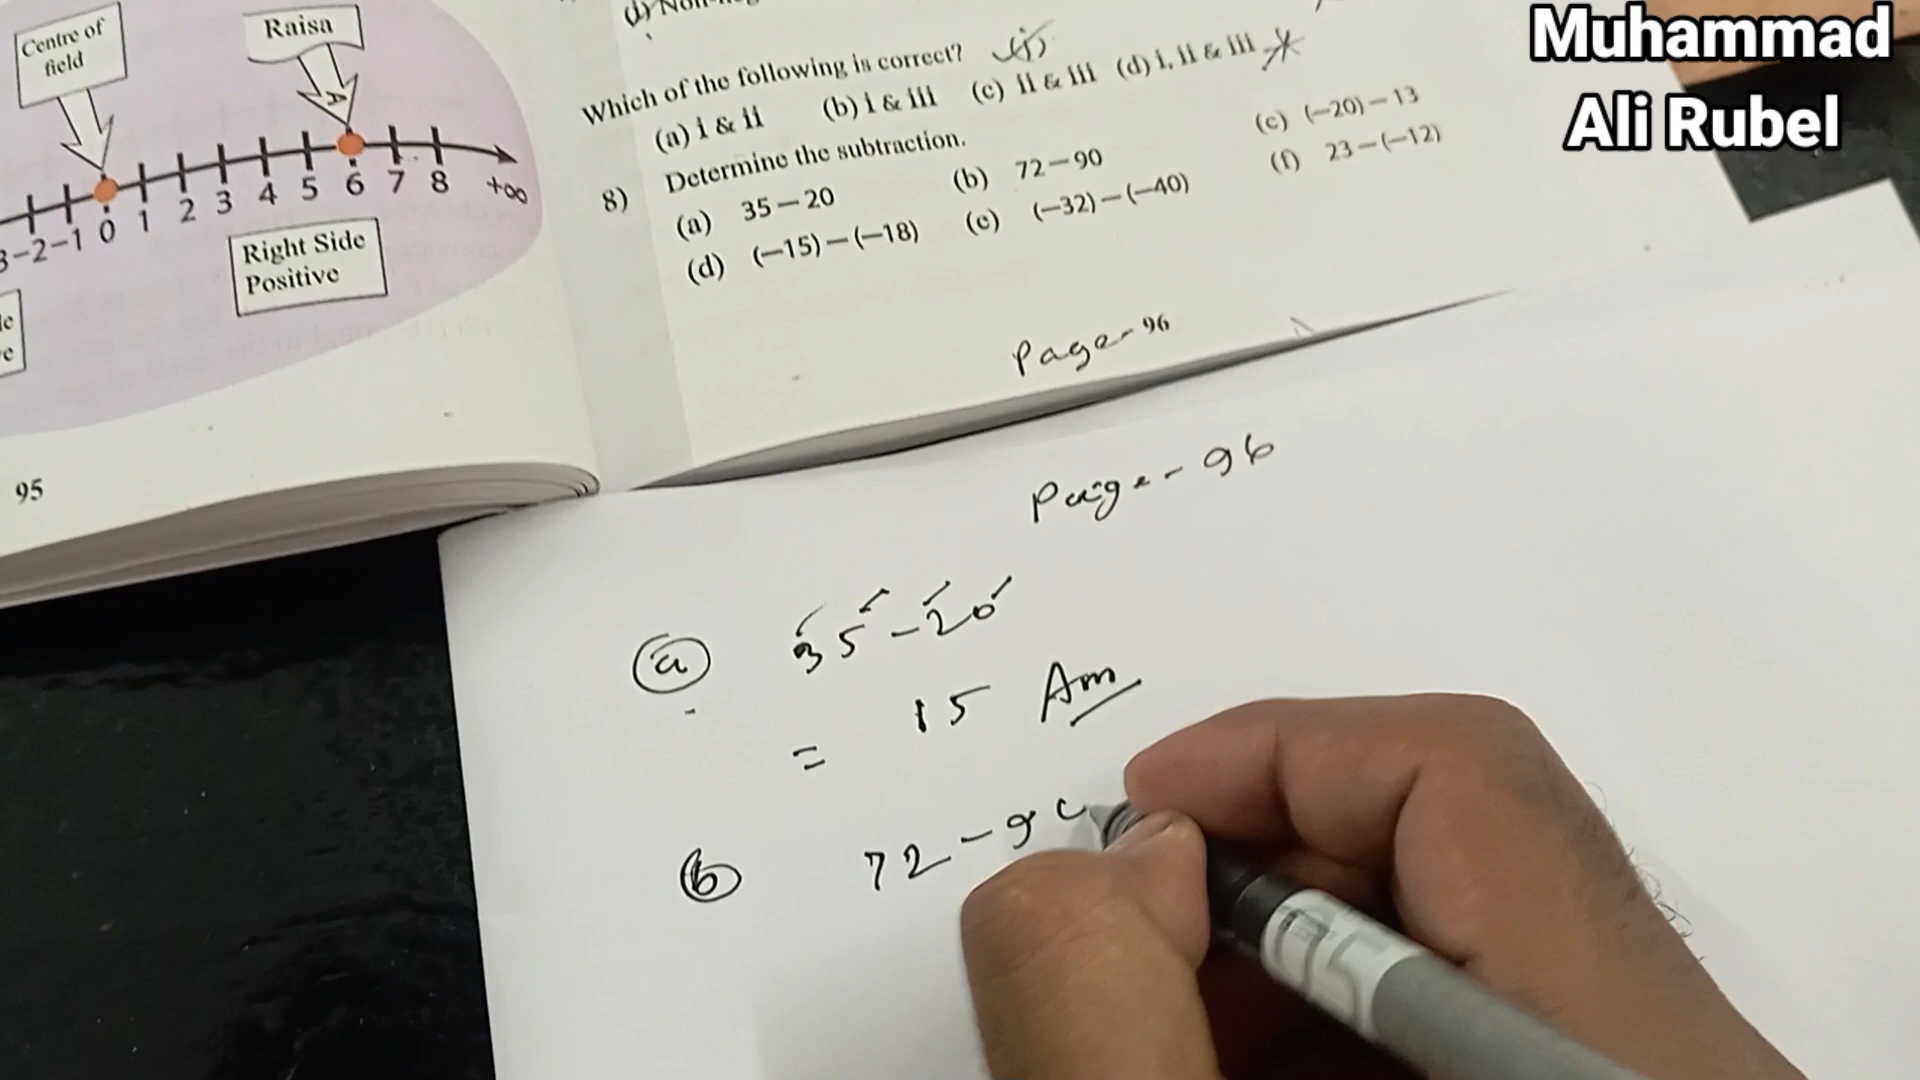 Centre of
field
Raisa
-2 -1 0 1 2 3 4 5 6 7 8 +∞
Right Side
Positive
95
Which of the following is correct?
(a) i & ii (b) i & iii (c) ii & iii (d) i, ii & iii
8) Determine the subtraction.
(a) 35−20 (b) 72−90 (c) (−20)−13
(d) (−15)−(−18) (e) (−32)−(−40) (f) 23−(−12)
Page-96
Page-96
a 35-20
= 15 Ans
b 72-90
Muhammad
Ali Rubel